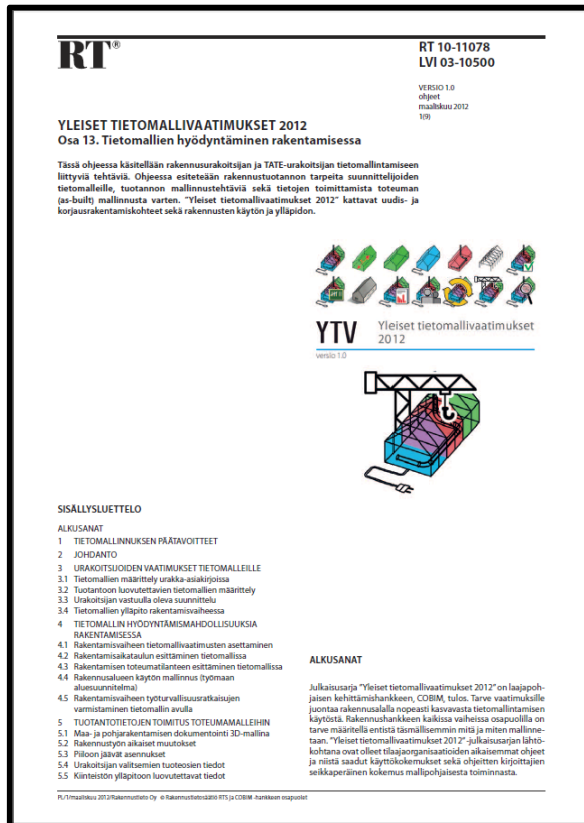 RT®
RT 10-11078
LVI 03-10500
VERSIO 1.0
ohjeet
maaliskuu 2012
1(9)
YLEISET TIETOMALLIVAATIMUKSET 2012
Osa 13. Tietomallien hyödyntäminen rakentamisessa
Tässä ohjeessa käsitellään rakennusurakoitsijan ja TATE-urakoitsijan tietomallintamiseen
liittyviä tehtäviä. Ohjeessa esitetään rakennustuotannon tarpeita suunnittelijoiden
tietomalleille, tuotannon mallinnustehtäviä sekä tietojen toimittamista toteuman
(as-built) mallinnusta varten. "Yleiset tietomallivaatimukset 2012" kattavat uudis- ja
korjausrakentamiskohteet sekä rakennusten käytön ja ylläpidon.
YTV
Yleiset tietomallivaatimukset
2012
versio 1.0
SISÄLLYSLUETTELO
ALKUSANAT
1 TIETOMALLINNUKSEN PÄÄTAVOITTEET
2 JOHDANTO
3 URAKOITSIJOIDEN VAATIMUKSET TIETOMALLEILLE
3.1 Tietomallien määrittely urakka-asiakirjoissa
3.2 Tuotantoon luovutettavien tietomallien määrittely
3.3 Urakoitsijan vastuulla oleva suunnittelu
3.4 Tietomallien ylläpito rakentamisvaiheessa
4 TIETOMALLIN HYÖDYNTÄMISMAHDOLLISUUKSIA
RAKENTAMISESSA
4.1 Rakentamisvaiheen tietomallivaatimusten asettaminen
4.2 Rakentamisaikataulun esittäminen tietomallissa
4.3 Rakentamisen toteumatilanteen esittäminen tietomallissa
4.4 Rakennusalueen käytön mallinnus (työmaan
aluesuunnitelma)
4.5 Rakentamisvaiheen työturvallisuusratkaisujen
varmistaminen tietomallin avulla
5 TUOTANTOTIETOJEN TOIMITUS TOTEUMAMALLEIHIN
5.1 Maa- ja pohjarakentamisen dokumentointi 3D-mallina
5.2 Rakennustyön aikaiset muutokset
5.3 Piiloon jäävät asennukset
5.4 Urakoitsijan valitsemien tuoteosien tiedot
5.5 Kiinteistön ylläpitoon luovutettavat tiedot
ALKUSANAT
Julkaisusarja "Yleiset tietomallivaatimukset 2012" on laajapoh-
jaisen kehittämishankkeen, COBIM, tulos. Tarve vaatimuksille
juontaa rakennusalalla nopeasti kasvavasta tietomallintamisen
käytöstä. Rakennushankkeen kaikissa vaiheissa osapuolilla on
tarve määritellä entistä täsmällisemmin mitä ja miten mallinne-
taan. "Yleiset tietomallivaatimukset 2012" -julkaisusarjan lähtö-
kohtana ovat olleet tilaajaorganisaatioiden aikaisemmat ohjeet
ja niistä saadut käyttökokemukset sekä ohjeitten kirjoittajien
seikkaperäinen kokemus mallipohjaisesta toiminnasta.
PL/1/maaliskuu 2012/Rakennustieto Oy © Rakennustietosäätiö RTS ja COBIM -hankkeen osapuolet